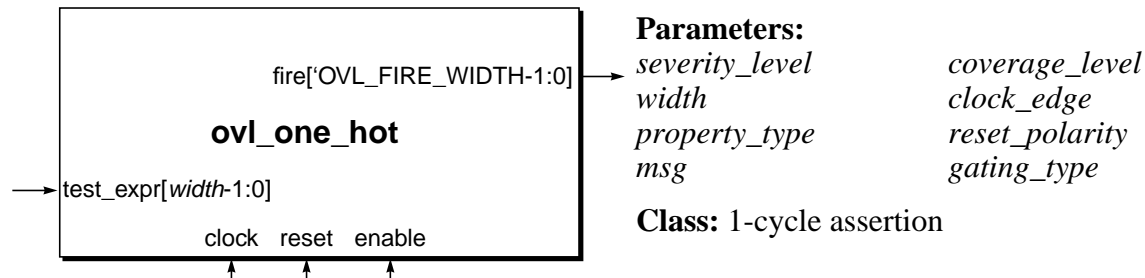 fire[‘OVL_FIRE_WIDTH-1:0]
ovl_one_hot
test_expr[width-1:0]
clock reset enable
Parameters:
severity_level coverage_level
width clock_edge
property_type reset_polarity
msg gating_type
Class: 1-cycle assertion